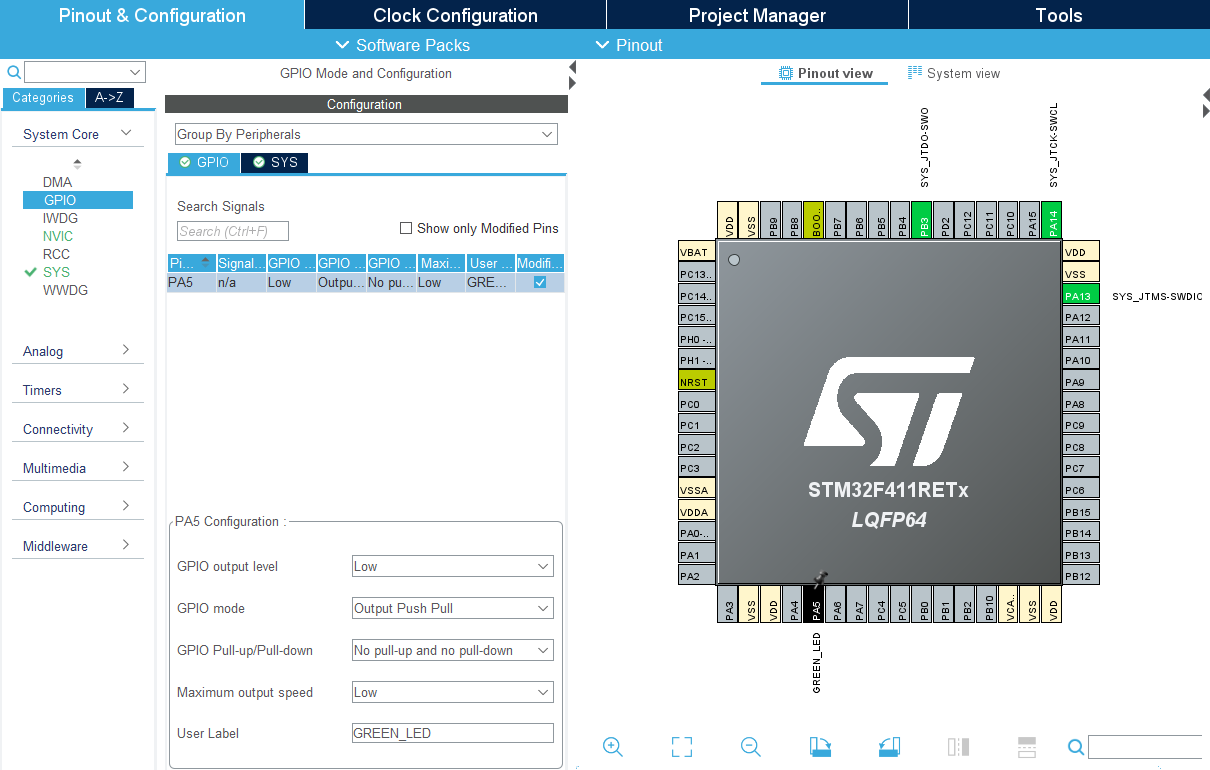 Pinout & Configuration
Clock Configuration
Project Manager
Tools
Software Packs
Pinout
GPIO Mode and Configuration
Categories
A->Z
System Core
DMA
GPIO
IWDG
NVIC
RCC
SYS
WWDG
Analog
Timers
Connectivity
Multimedia
Computing
Middleware
Configuration
Group By Peripherals
GPIO
SYS
Search Signals
Search (Ctrl+F)
Show only Modified Pins
Pi... Signal... GPIO ... GPIO ... GPIO ... Maxi... User ... Modifi...
PA5 n/a Low Outpu... No pu... Low GRE...
PA5 Configuration :
GPIO output level
Low
GPIO mode
Output Push Pull
GPIO Pull-up/Pull-down
No pull-up and no pull-down
Maximum output speed
Low
User Label
GREEN_LED
Pinout view
System view
SYS_JTDO-SWO
SYS_JTCK-SWCL
VDD
VSS
PB9
PB8
BOO..
PB7
PB6
PB5
PB4
PB3
PD2
PC12
PC11
PC10
PA15
PA14
VBAT
PC13..
PC14..
PC15..
PH0 -..
PH1 -..
NRST
PC0
PC1
PC2
PC3
VSSA
VDDA
PA0-..
PA1
PA2
STM32F411RETx
LQFP64
VDD
VSS
PA13
SYS_JTMS-SWDIO
PA12
PA11
PA10
PA9
PA8
PC9
PC8
PC7
PC6
PB15
PB14
PB13
PB12
PA3
VSS
VDD
PA4
PA5
PA6
PA7
PC4
PC5
PB0
PB1
PB2
PB10
VCA..
VSS
VDD
GREEN_LED